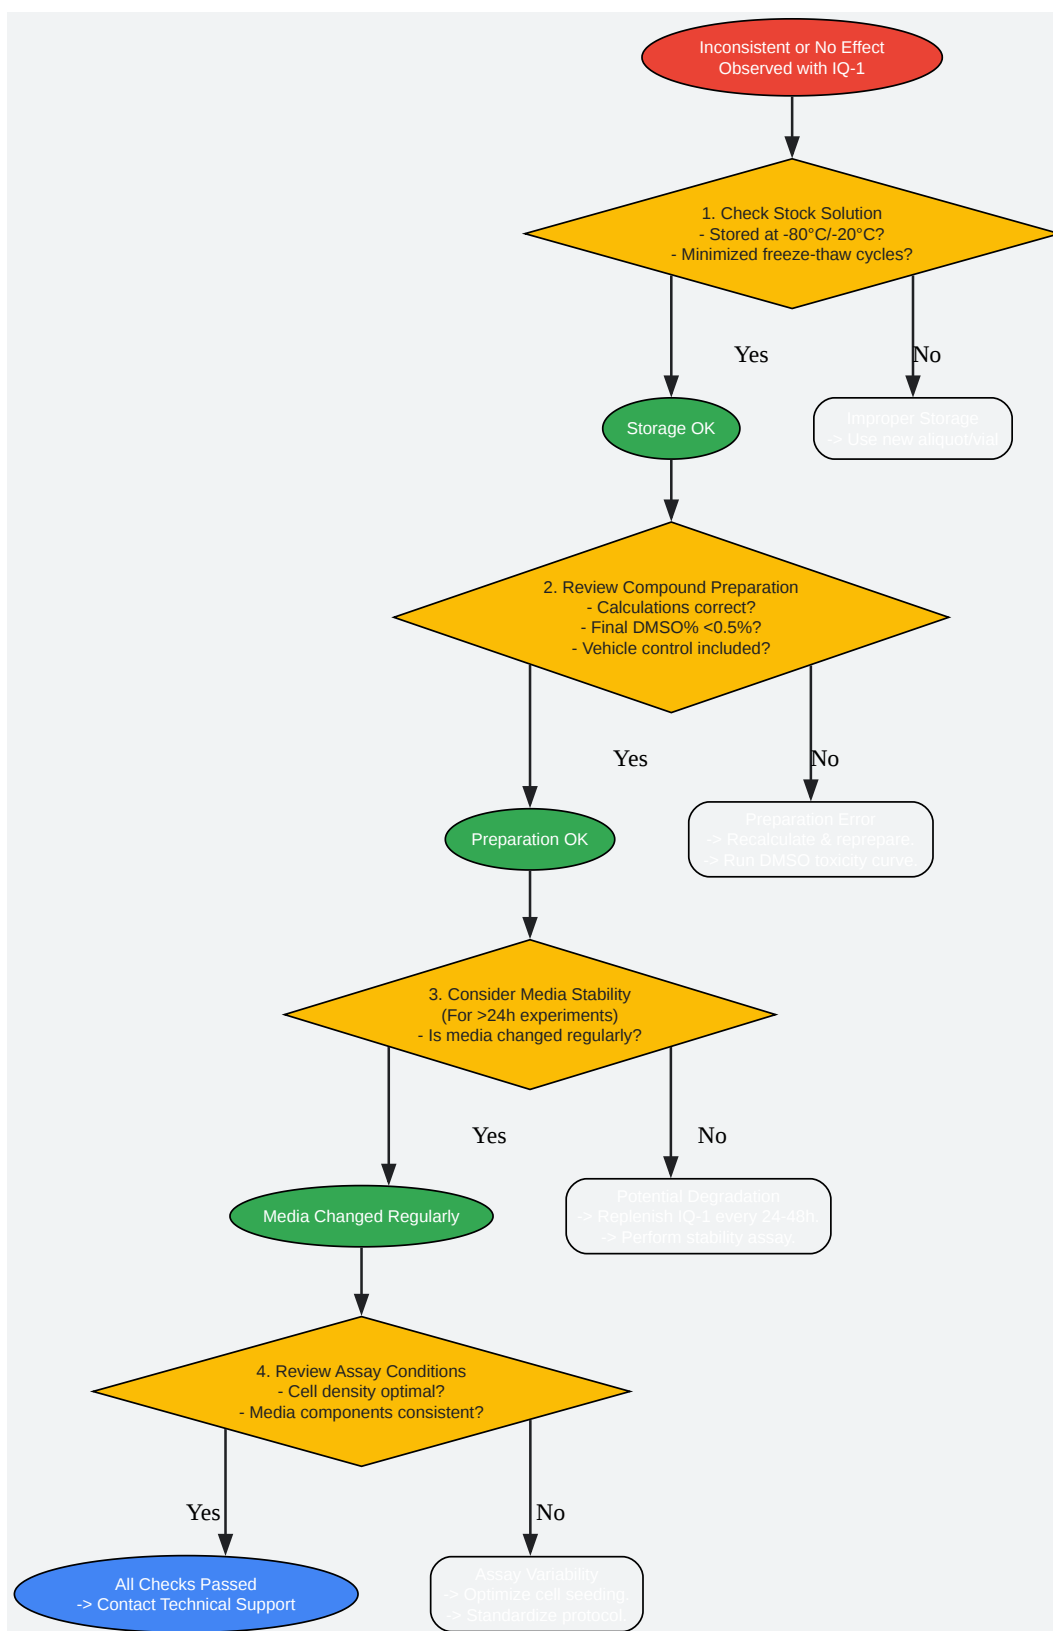 Inconsistent or No Effect
Observed with IQ-1
1. Check Stock Solution
- Stored at -80°C/-20°C?
- Minimized freeze-thaw cycles?
Yes
No
Storage OK
Improper Storage
-> Use new aliquot/vial
2. Review Compound Preparation
- Calculations correct?
- Final DMSO% <0.5%?
- Vehicle control included?
Yes
No
Preparation OK
Preparation Error
-> Recalculate & reprepare.
-> Run DMSO toxicity curve.
3. Consider Media Stability
(For >24h experiments)
- Is media changed regularly?
Yes
No
Media Changed Regularly
Potential Degradation
-> Replenish IQ-1 every 24-48h.
-> Perform stability assay.
4. Review Assay Conditions
- Cell density optimal?
- Media components consistent?
Yes
No
All Checks Passed
-> Contact Technical Support
Assay Variability
-> Optimize cell seeding.
-> Standardize protocol.